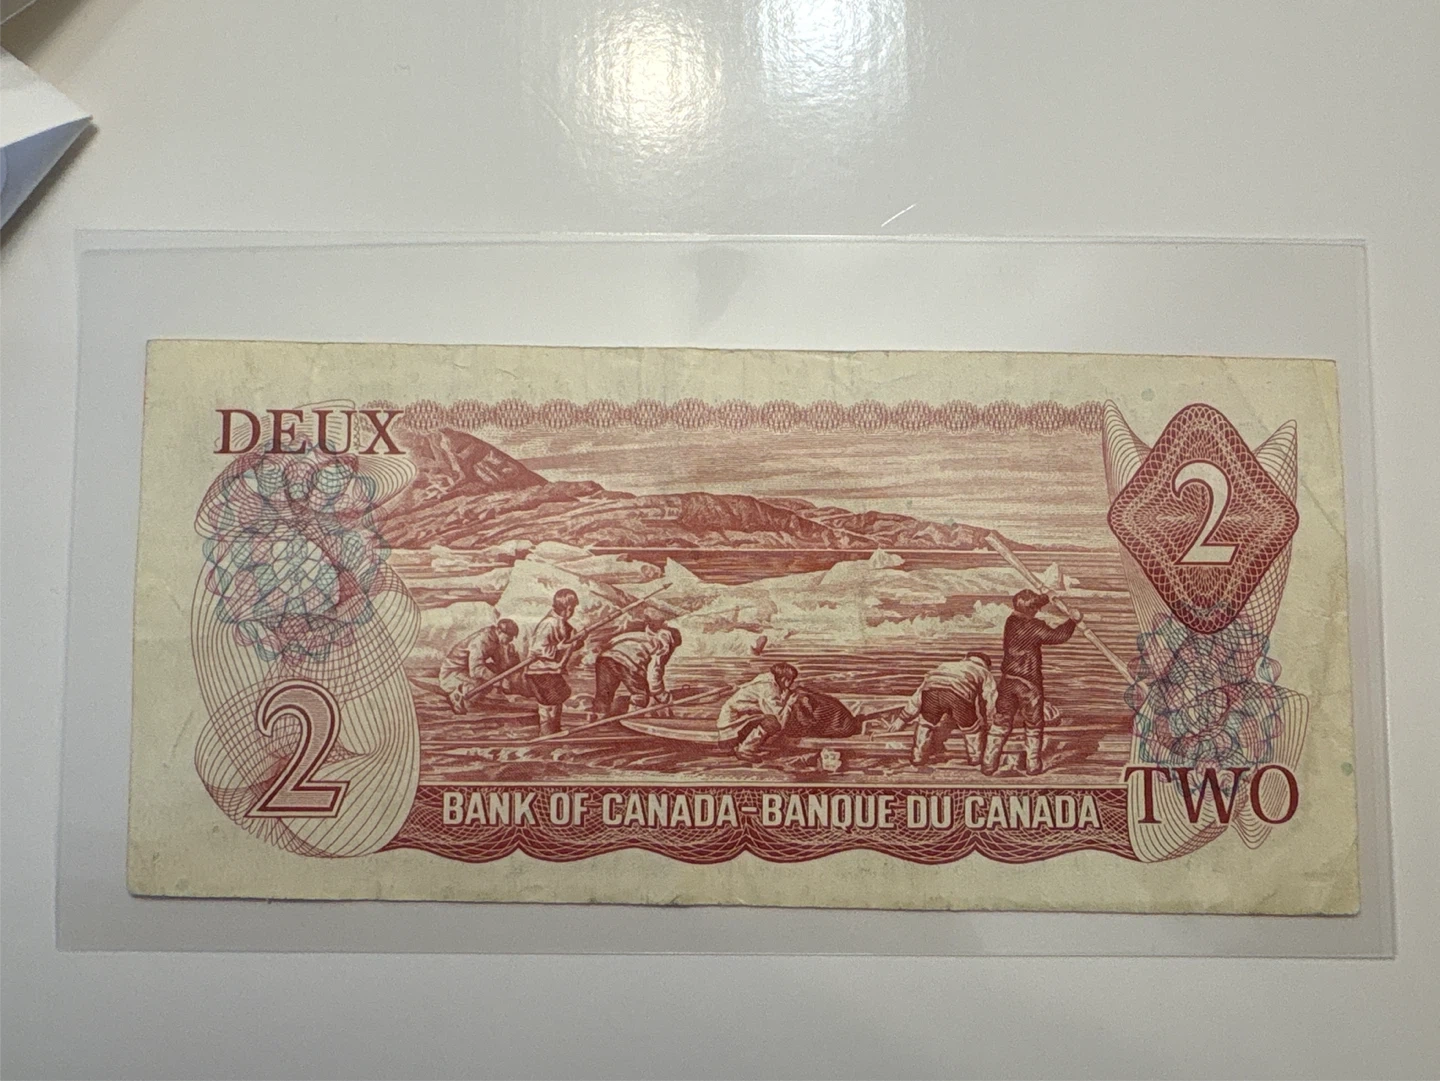 DEUX
2
2
BANK OF CANADA-BANQUE DU CANADA
TWO